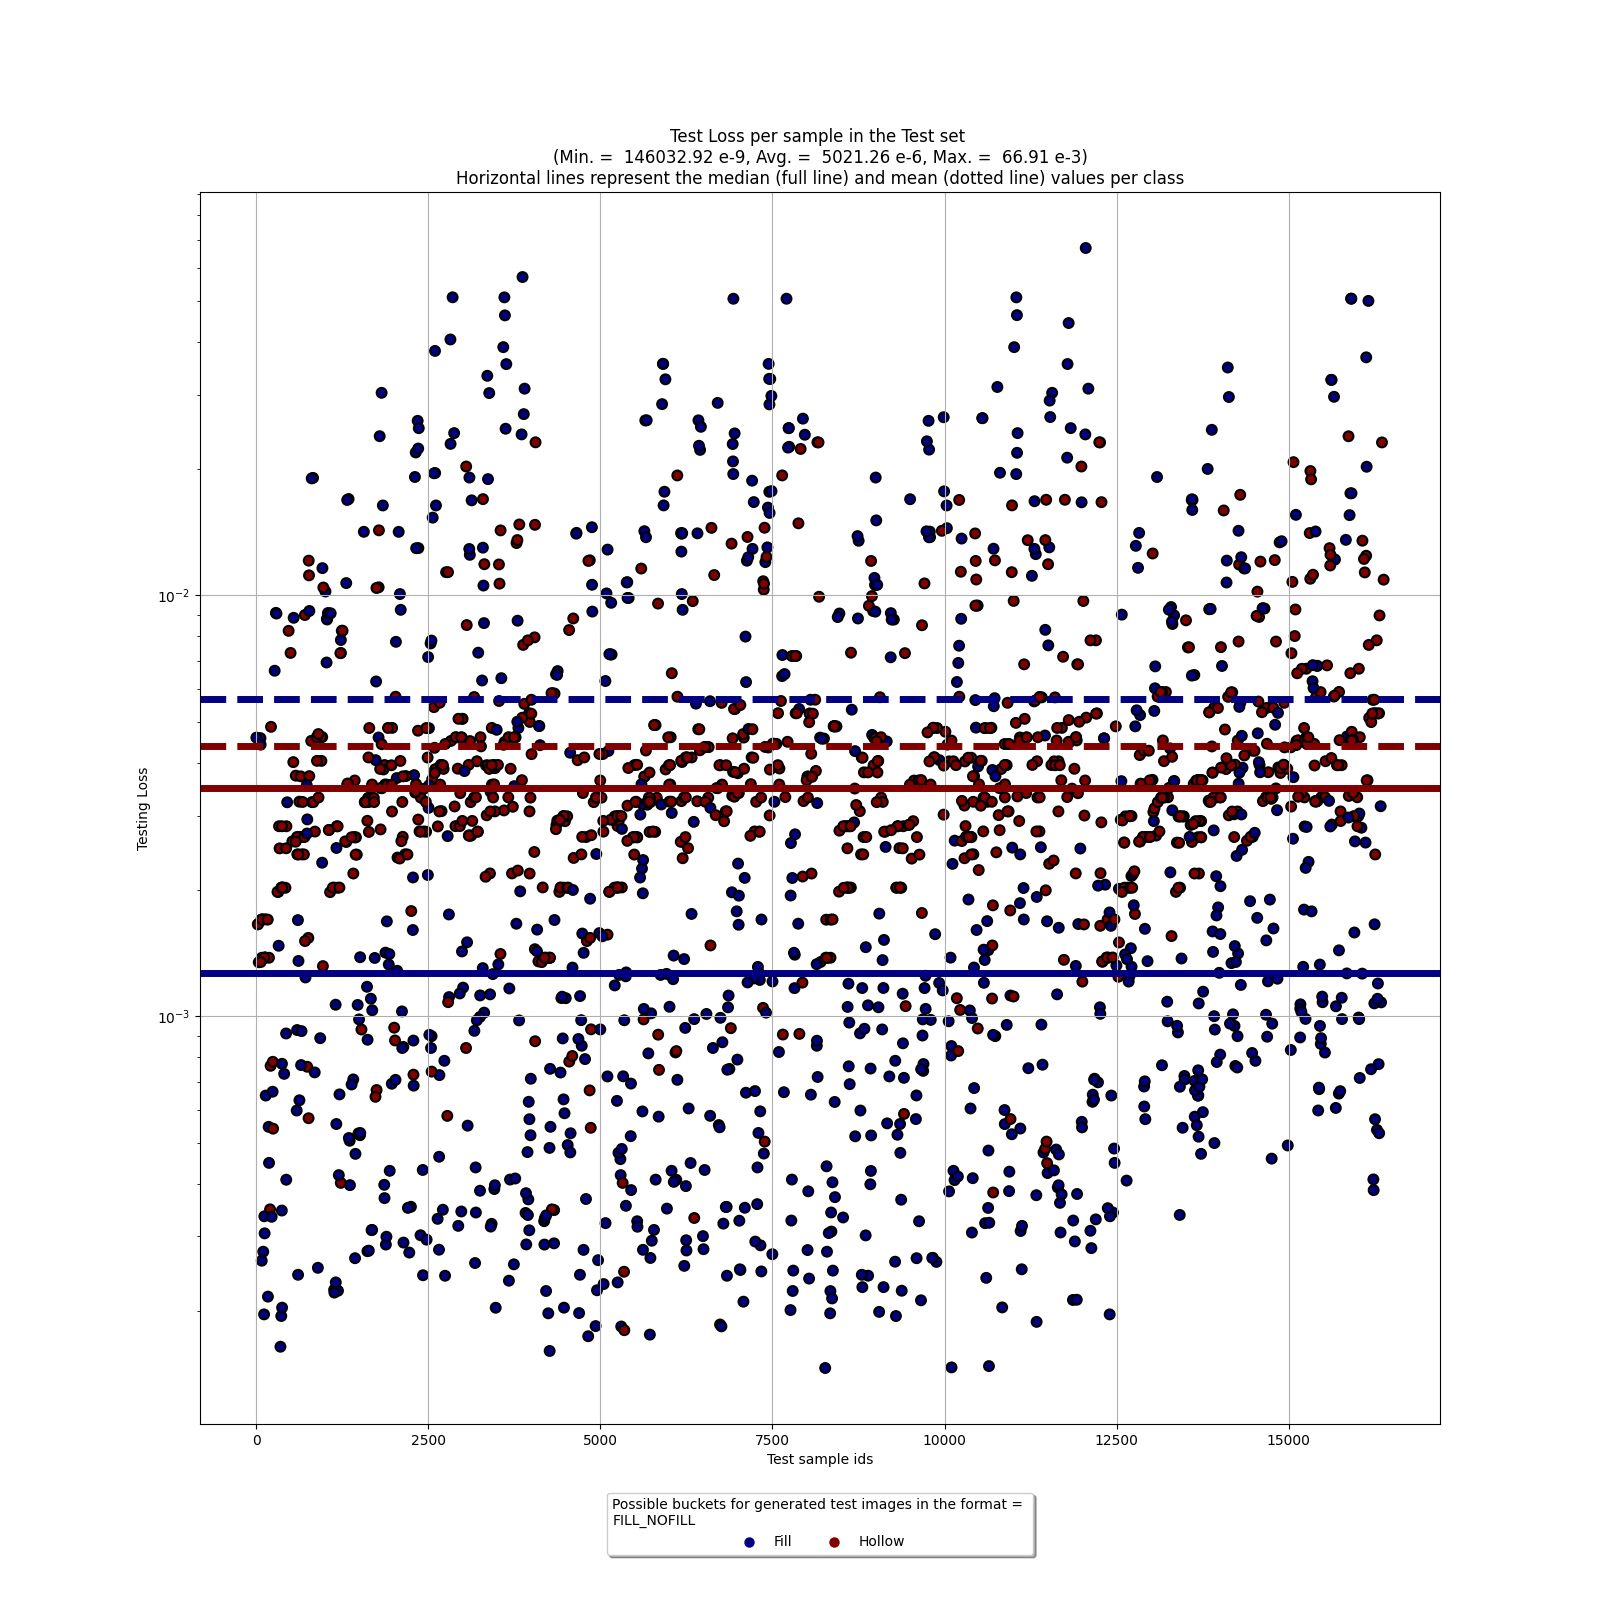 Test Loss per sample in the Test set
(Min. =  146032.92 e-9, Avg. =  5021.26 e-6, Max. =  66.91 e-3)
Horizontal lines represent the median (full line) and mean (dotted line) values per class
Testing Loss
10⁻²
10⁻³
0 2500 5000 7500 10000 12500 15000
Test sample ids
Possible buckets for generated test images in the format =
FILL_NOFILL
Fill Hollow